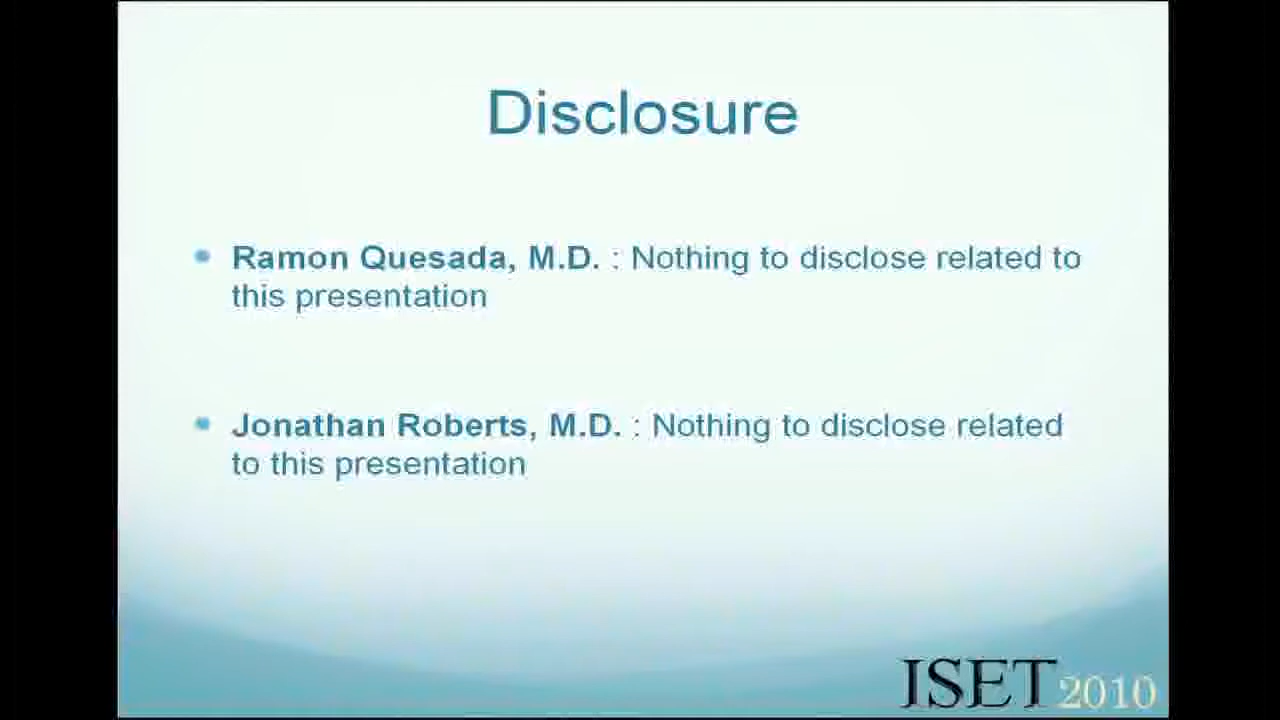 Disclosure
Ramon Quesada, M.D. : Nothing to disclose related to
this presentation
Jonathan Roberts, M.D. : Nothing to disclose related
to this presentation
ISET 2010